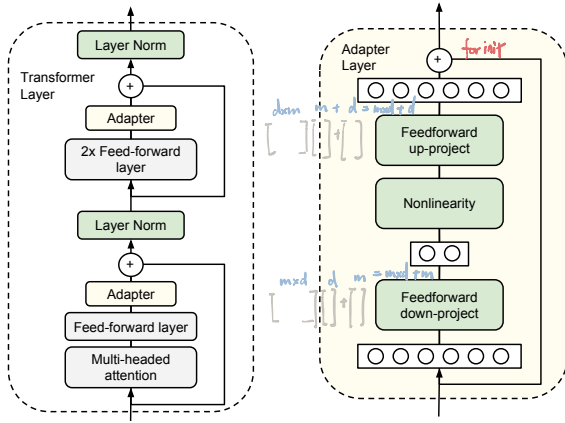 Layer Norm
Transformer
Layer
+
Adapter
2x Feed-forward
layer
Layer Norm
+
Adapter
Feed-forward layer
Multi-headed
attention
Adapter
Layer
+
for init
d×m m + d = m×d + d
[ ] [ ] + [ ]
Feedforward
up-project
Nonlinearity
m×d d m = m×d + m
[ ] [ ] + [ ]
Feedforward
down-project